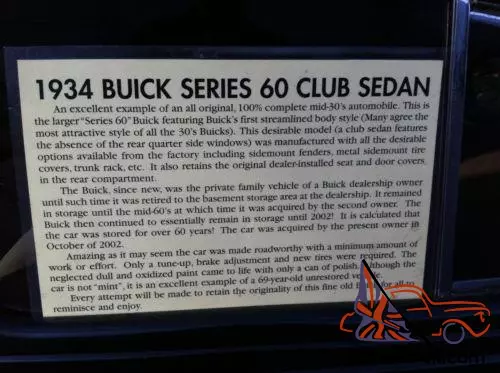 1934 BUICK SERIES 60 CLUB SEDAN
An excellent example of an all original, 100% complete mid-30's automobile. This is
the larger "Series 60" Buick featuring Buick's first streamlined body style (Many agree the
most attractive style of all the 30's Buicks). This desirable model (a club sedan features
the absence of the rear quarter side windows) was manufactured with all the desirable
options available from the factory including sidemount fenders, metal sidemount tire
covers, trunk rack, etc. It also retains the original dealer-installed seat and door covers
in the rear compartment.
The Buick, since new, was the private family vehicle of a Buick dealership owner
until such time it was retired to the basement storage area at the dealership. It remained
in storage until the mid-60's at which time it was acquired by the second owner. The
Buick then continued to essentially remain in storage until 2002! It is calculated that
the car was stored for over 60 years! The car was acquired by the present owner in
October of 2002.
Amazing as it may seem the car was made roadworthy with a minimum amount of
work or effort. Only a tune-up, brake adjustment and new tires were required. The
neglected dull and oxidized paint came to life with only a can of polish. Although the
car is not "mint", it is an excellent example of a 69-year-old unrestored vehicle.
Every attempt will be made to retain the originality of this fine old for all to
reminisce and enjoy.
.com